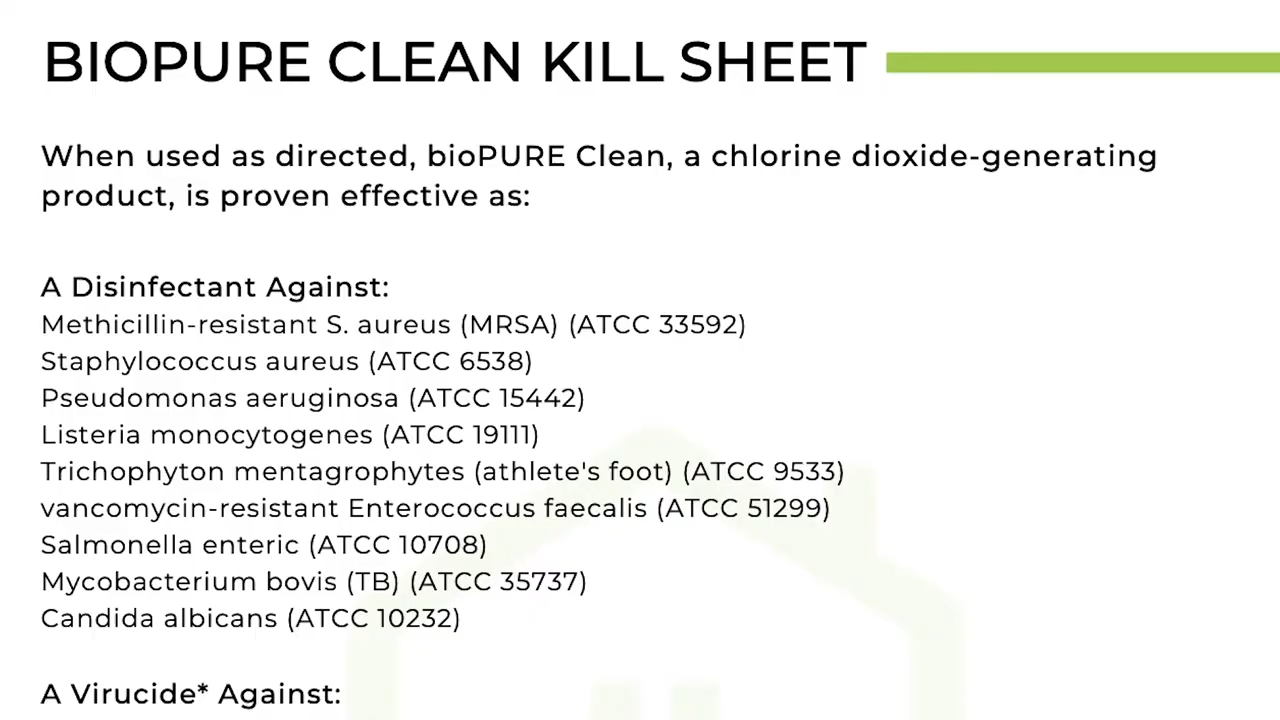 BIOPURE CLEAN KILL SHEET
When used as directed, bioPURE Clean, a chlorine dioxide-generating
product, is proven effective as:
A Disinfectant Against:
Methicillin-resistant S. aureus (MRSA) (ATCC 33592)
Staphylococcus aureus (ATCC 6538)
Pseudomonas aeruginosa (ATCC 15442)
Listeria monocytogenes (ATCC 19111)
Trichophyton mentagrophytes (athlete's foot) (ATCC 9533)
vancomycin-resistant Enterococcus faecalis (ATCC 51299)
Salmonella enteric (ATCC 10708)
Mycobacterium bovis (TB) (ATCC 35737)
Candida albicans (ATCC 10232)
A Virucide* Against: